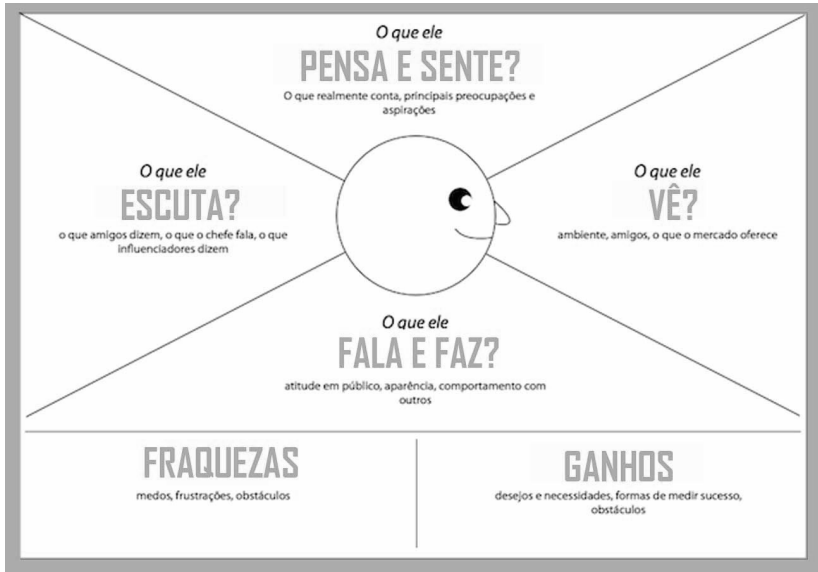 O que ele
PENSA E SENTE?
O que realmente conta, principais preocupações e
aspirações
O que ele
ESCUTA?
o que amigos dizem, o que o chefe fala, o que
influenciadores dizem
O que ele
VÊ?
ambiente, amigos, o que o mercado oferece
O que ele
FALA E FAZ?
atitude em público, aparência, comportamento com
outros
FRAQUEZAS
medos, frustrações, obstáculos
GANHOS
desejos e necessidades, formas de medir sucesso,
obstáculos